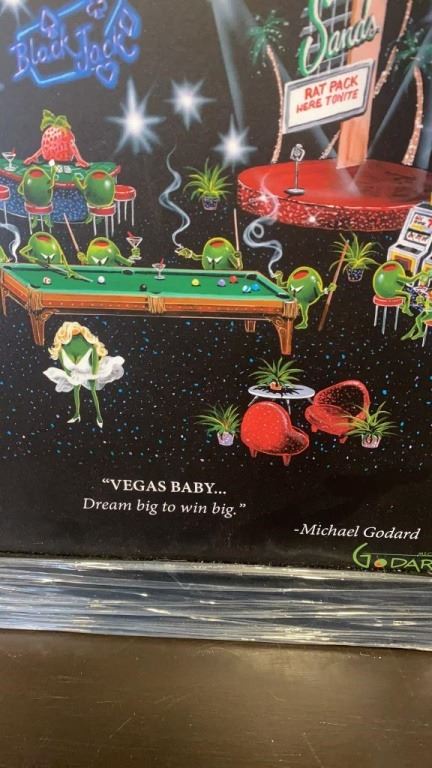 Black Jack
Sands
RAT PACK
HERE TONITE
“VEGAS BABY...
Dream big to win big.”
-Michael Godard
GODAR